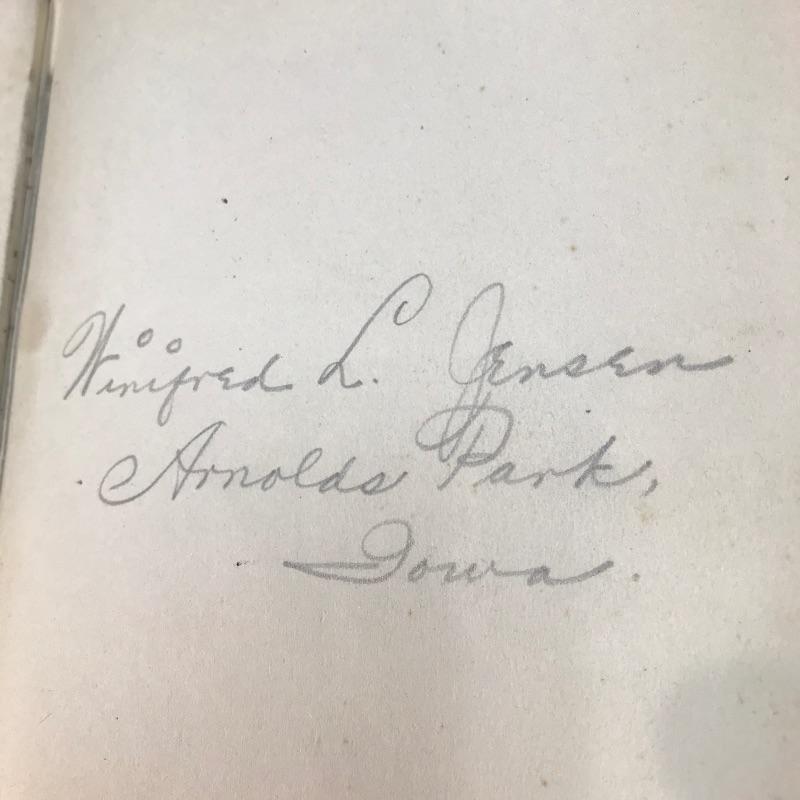 Winifred L. Jensen
Arnolds Park,
Iowa.